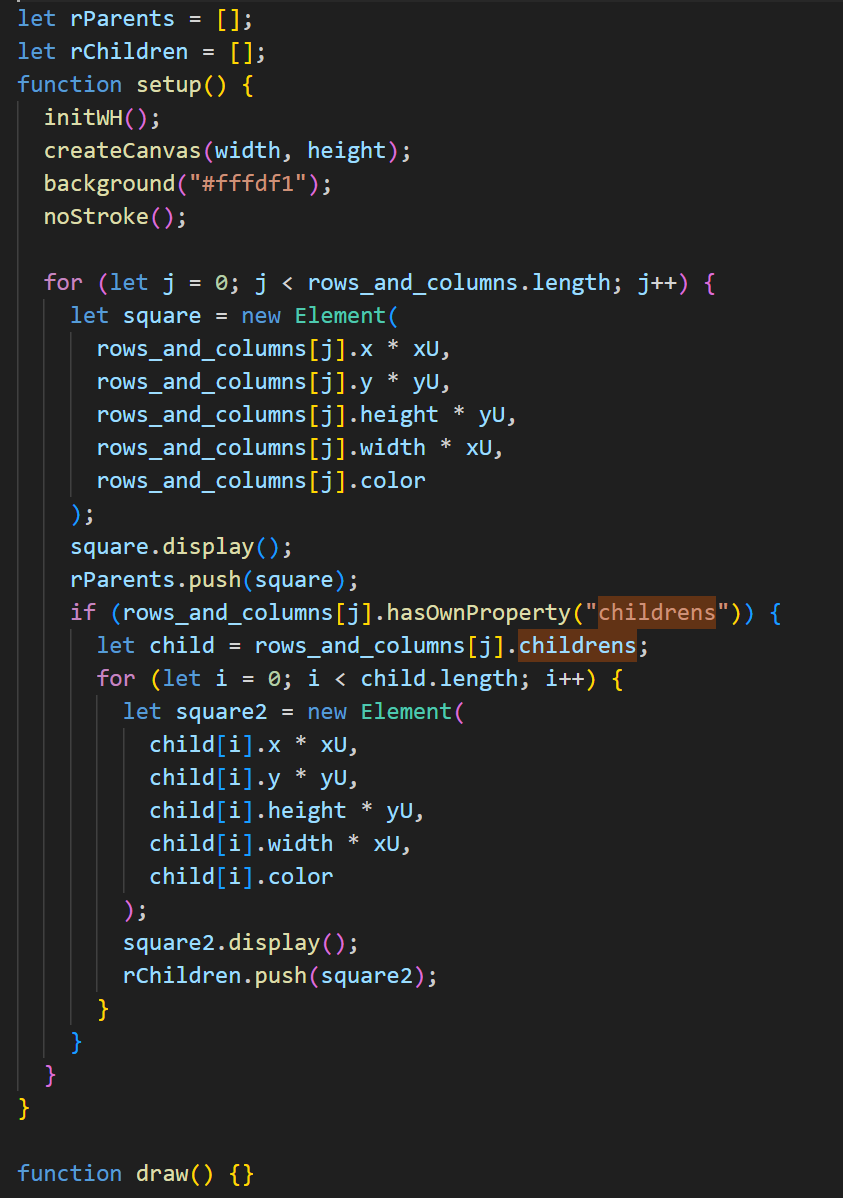 let rParents = [];
let rChildren = [];
function setup() {
  initWH();
  createCanvas(width, height);
  background("#fffdf1");
  noStroke();

  for (let j = 0; j < rows_and_columns.length; j++) {
    let square = new Element(
      rows_and_columns[j].x * xU,
      rows_and_columns[j].y * yU,
      rows_and_columns[j].height * yU,
      rows_and_columns[j].width * xU,
      rows_and_columns[j].color
    );
    square.display();
    rParents.push(square);
    if (rows_and_columns[j].hasOwnProperty("childrens")) {
      let child = rows_and_columns[j].childrens;
      for (let i = 0; i < child.length; i++) {
        let square2 = new Element(
          child[i].x * xU,
          child[i].y * yU,
          child[i].height * yU,
          child[i].width * xU,
          child[i].color
        );
        square2.display();
        rChildren.push(square2);
      }
    }
  }
}

function draw() {}